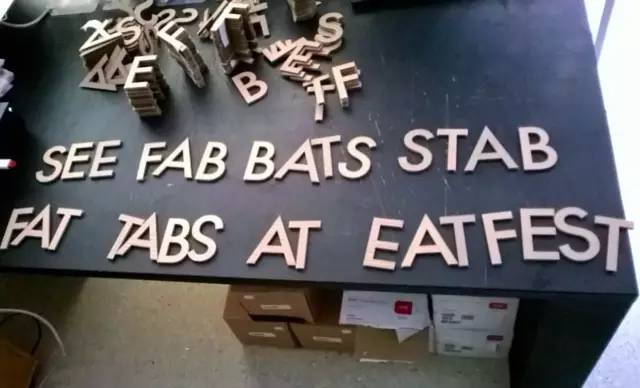 SEE FAB BATS STAB
FAT TABS AT EATFEST